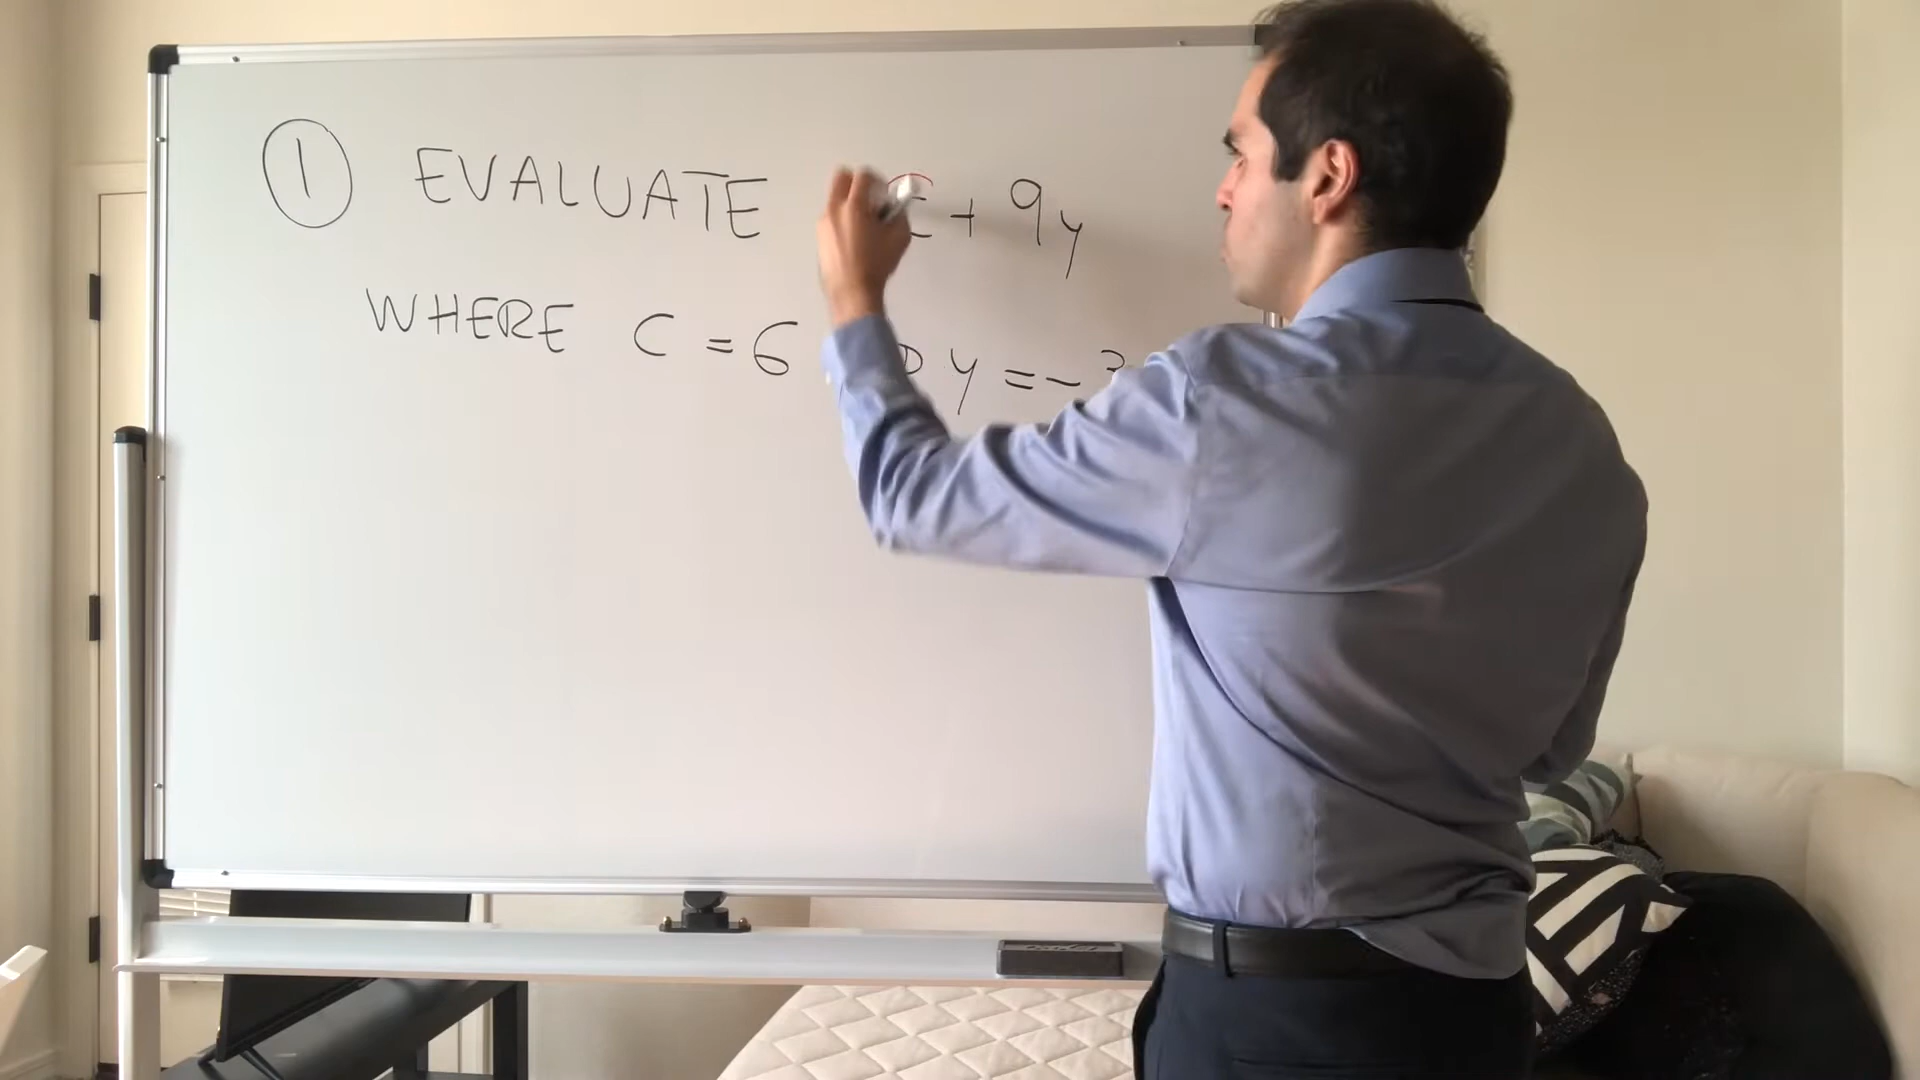 ① EVALUATE C + 9y
WHERE C = 6 y = -